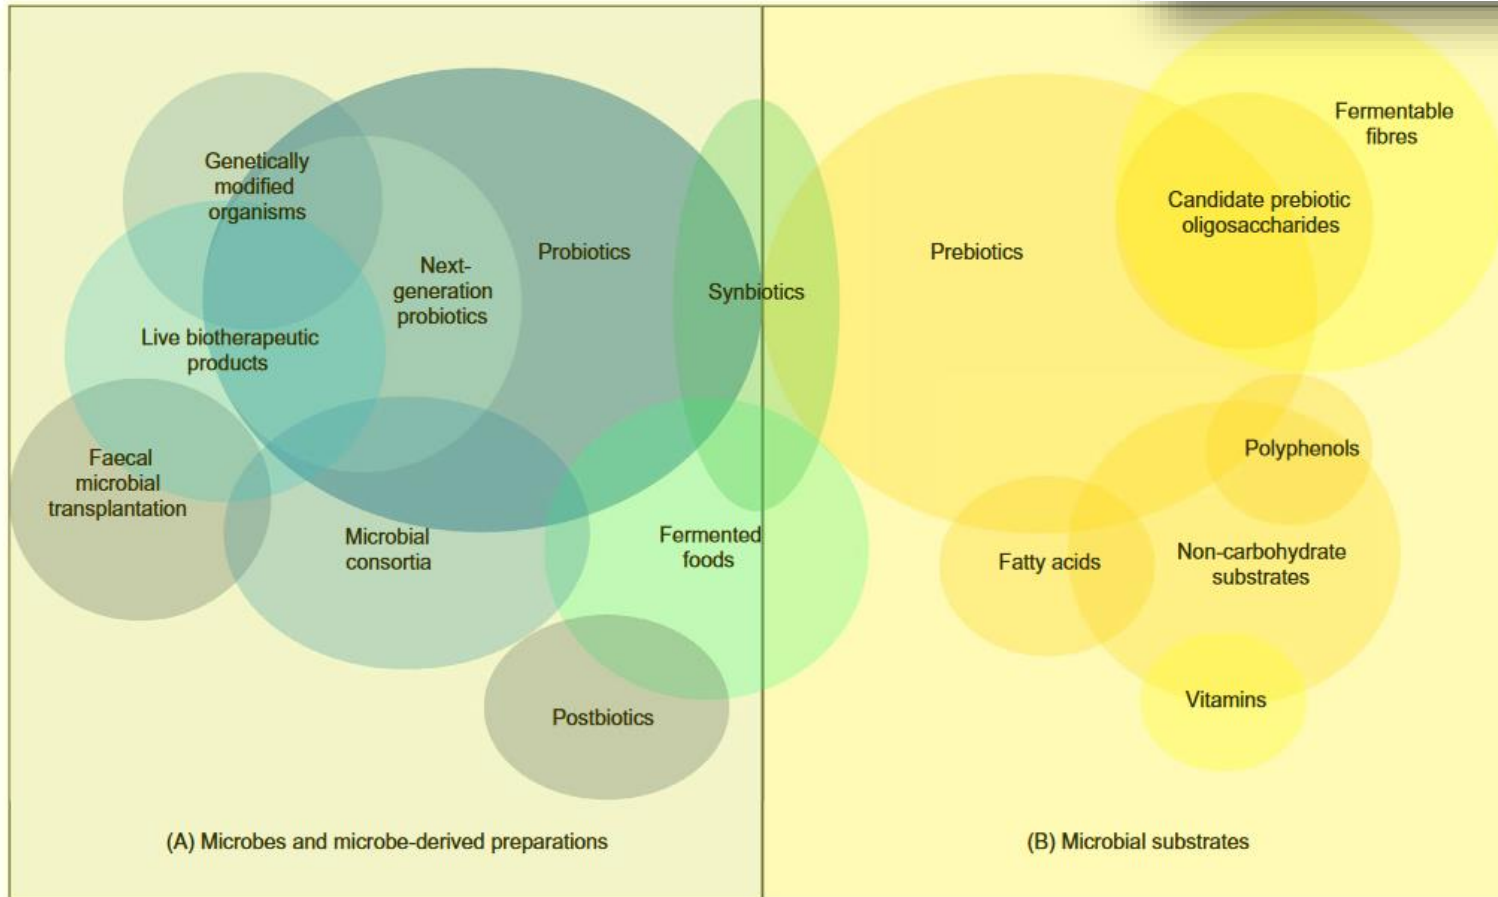 Genetically
modified
organisms
Next-
generation
probiotics
Probiotics
Live biotherapeutic
products
Faecal
microbial
transplantation
Microbial
consortia
Synbiotics
Fermented
foods
Postbiotics
(A) Microbes and microbe-derived preparations
Prebiotics
Fermentable
fibres
Candidate prebiotic
oligosaccharides
Polyphenols
Fatty acids
Non-carbohydrate
substrates
Vitamins
(B) Microbial substrates